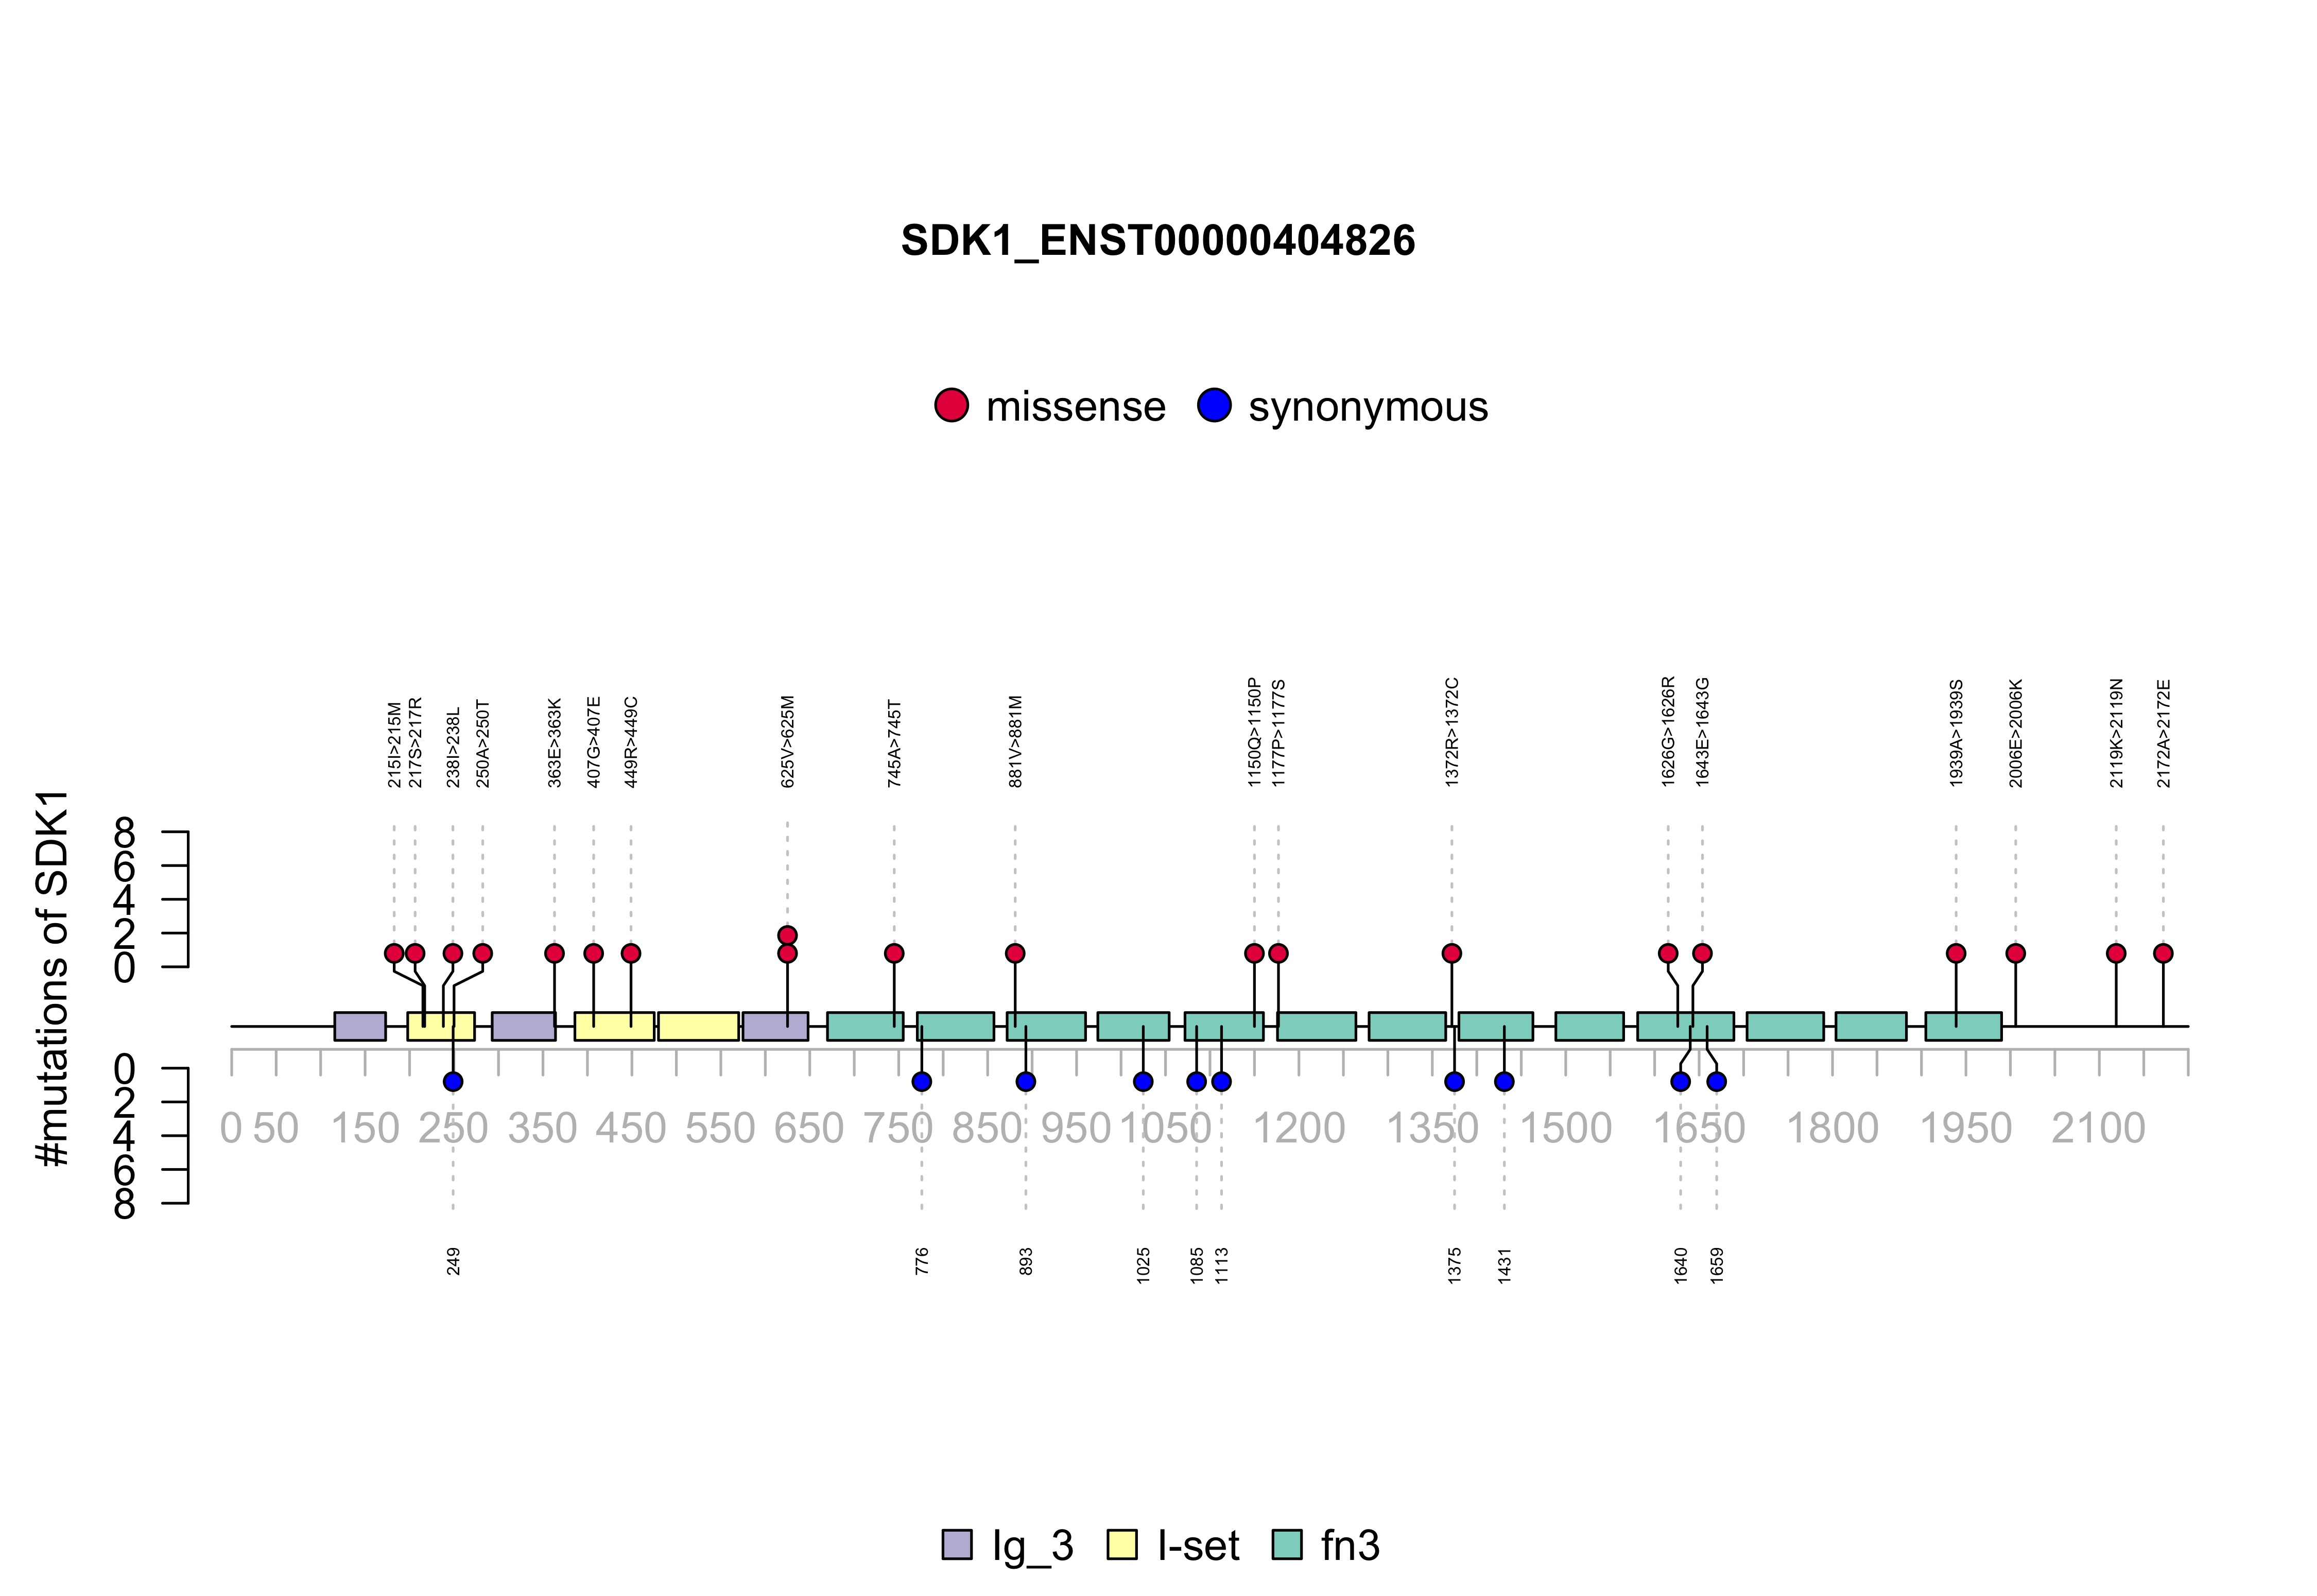 SDK1_ENST00000404826
missense synonymous
215I>215M 217S>217R 238I>238L 250A>250T 363E>363K 407G>407E 449R>449C 625V>625M 745A>745T 881V>881M 1150Q>1150P 1177P>1177S 1372R>1372C 1626G>1626R 1643E>1643G 1939A>1939S 2006E>2006K 2119K>2119N 2172A>2172E
#mutations of SDK1
8
6
4
2
0
0
2
4
6
8
0 50 150 250 350 450 550 650 750 850 950 1050 1200 1350 1500 1650 1800 1950 2100
249 776 893 1025 1085 1113 1375 1431 1640 1659
Ig_3 I-set fn3